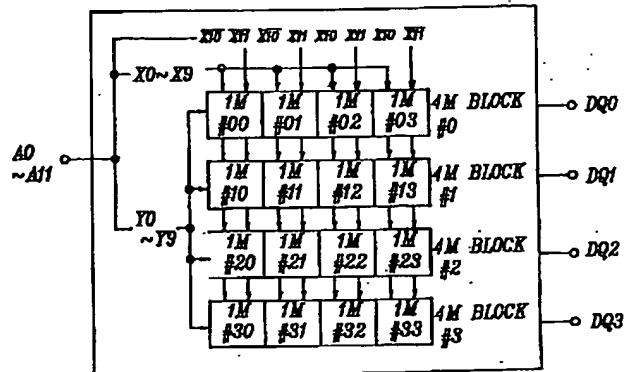 X10 X11 X10 X11 X10 X11 X10 X11
X0~X9
1M #00 1M #01 1M #02 1M #03 4M BLOCK #0 DQ0
A0 ~A11
1M #10 1M #11 1M #12 1M #13 4M BLOCK #1 DQ1
Y0 ~Y9
1M #20 1M #21 1M #22 1M #23 4M BLOCK #2 DQ2
1M #30 1M #31 1M #32 1M #33 4M BLOCK #3 DQ3